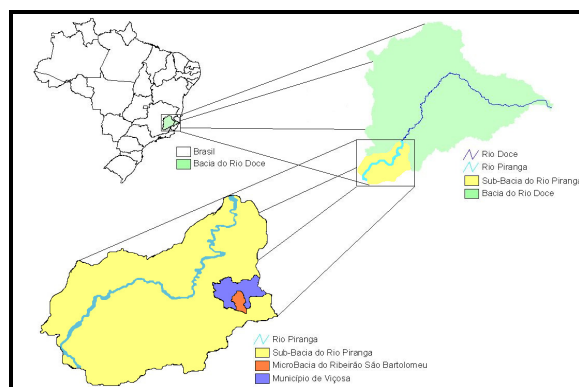 Brasil
Bacia do Rio Doce
Rio Doce
Rio Piranga
Sub-Bacia do Rio Piranga
Bacia do Rio Doce
Rio Piranga
Sub-Bacia do Rio Piranga
MicroBacia do Ribeirão São Bartolomeu
Município de Viçosa